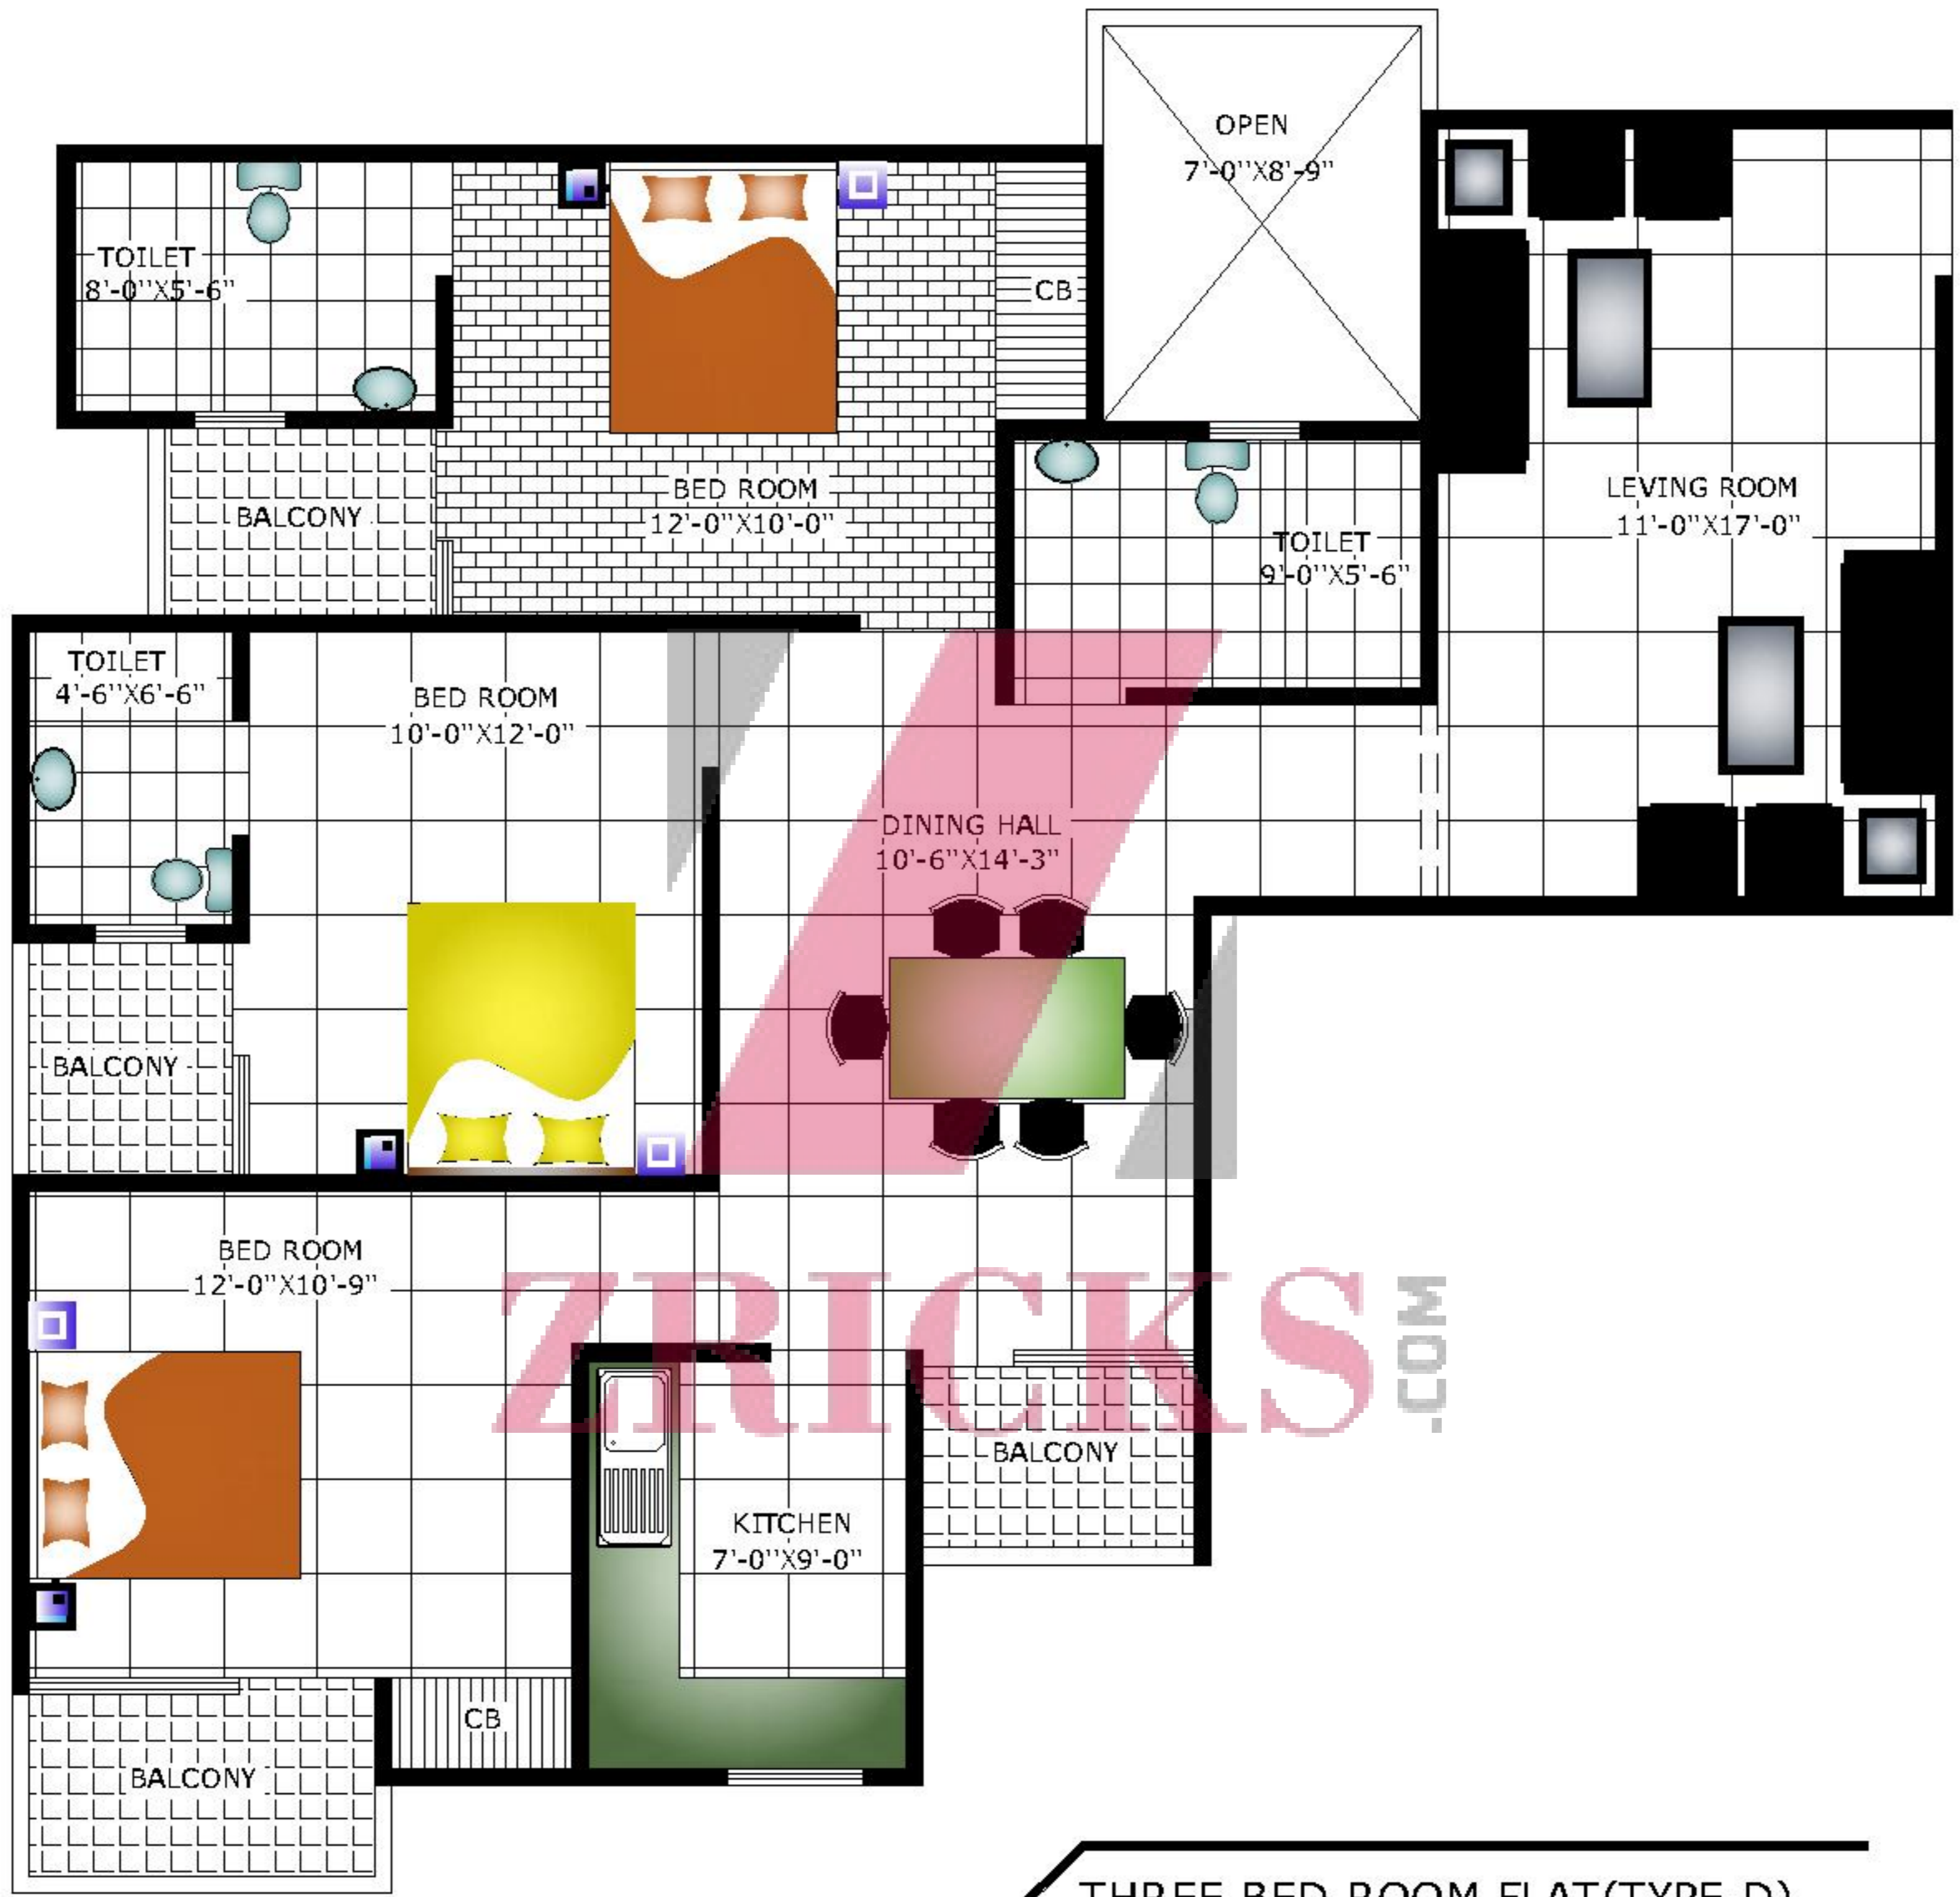 OPEN
7'-0"X8'-9"
TOILET
8'-0"X5'-6"
CB
BED ROOM
12'-0"X10'-0"
BALCONY
LEVING ROOM
11'-0"X17'-0"
TOILET
9'-0"X5'-6"
TOILET
4'-6"X6'-6"
BED ROOM
10'-0"X12'-0"
DINING HALL
10'-6"X14'-3"
BALCONY
BED ROOM
12'-0"X10'-9"
ZRICKS.COM
BALCONY
KITCHEN
7'-0"X9'-0"
CB
BALCONY
THREE BED ROOM FLAT(TYPE-D)